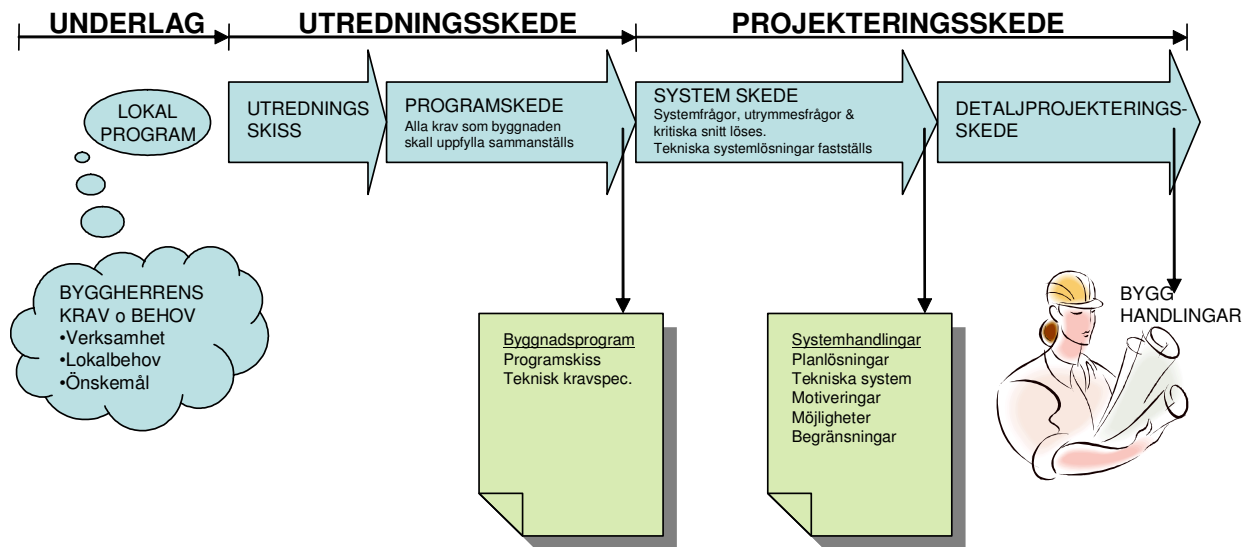 UNDERLAG
UTREDNINGSSKEDE
PROJEKTERINGSSKEDE
LOKAL
PROGRAM
UTREDNINGS
SKISS
PROGRAMSKEDE
Alla krav som byggnaden
skall uppfylla sammanställs
SYSTEM SKEDE
Systemfrågor, utrymmesfrågor &
kritiska snitt löses.
Tekniska systemlösningar fastställs
DETALJPROJEKTERINGS-
SKEDE
BYGGHERRENS
KRAV o BEHOV
•Verksamhet
•Lokalbehov
•Önskemål
Byggnadsprogram
Programskiss
Teknisk kravspec.
Systemhandlingar
Planlösningar
Tekniska system
Motiveringar
Möjligheter
Begränsningar
BYGG
HANDLINGAR